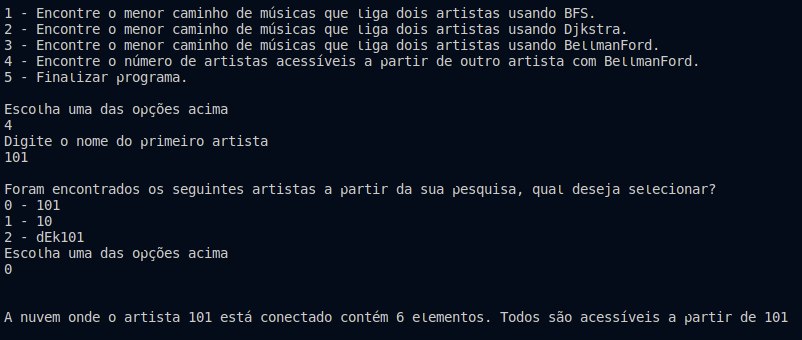 1 - Encontre o menor caminho de músicas que liga dois artistas usando BFS.
2 - Encontre o menor caminho de músicas que liga dois artistas usando Djkstra.
3 - Encontre o menor caminho de músicas que liga dois artistas usando BellmanFord.
4 - Encontre o número de artistas acessíveis a partir de outro artista com BellmanFord.
5 - Finalizar programa.
Escolha uma das opções acima
4
Digite o nome do primeiro artista
101
Foram encontrados os seguintes artistas a partir da sua pesquisa, qual deseja selecionar?
0 - 101
1 - 10
2 - dEk101
Escolha uma das opções acima
0
A nuvem onde o artista 101 está conectado contém 6 elementos. Todos são acessíveis a partir de 101